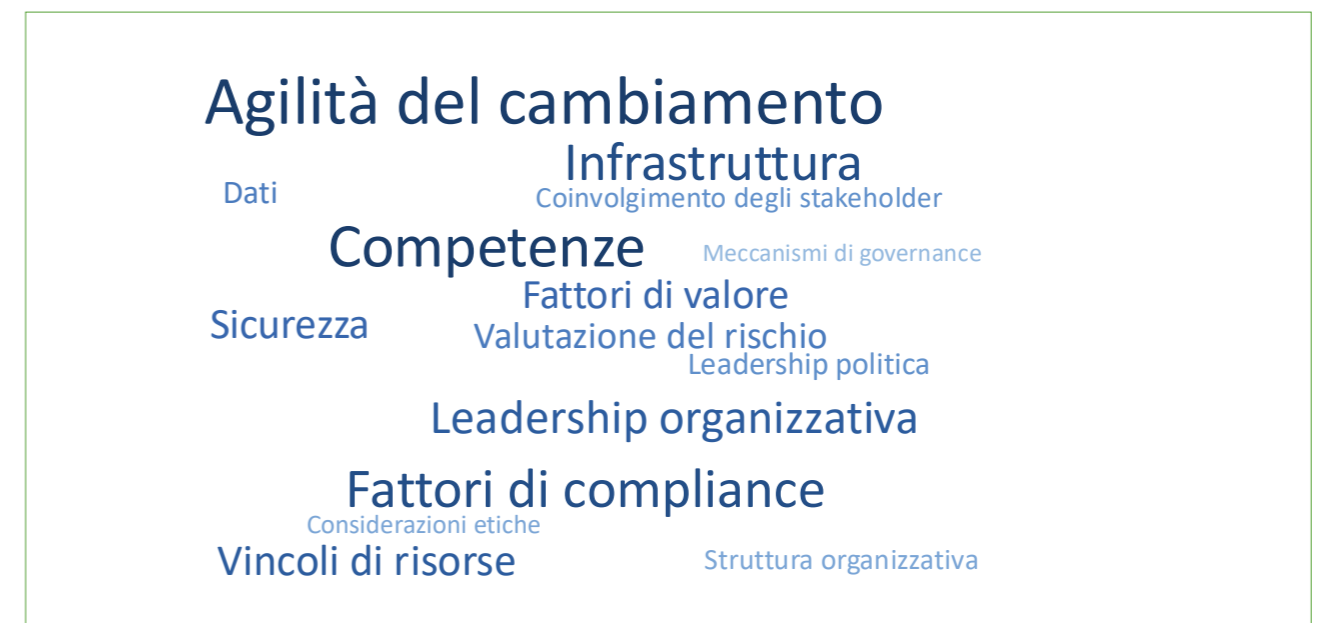 Agilità del cambiamento
Infrastruttura
Dati
Coinvolgimento degli stakeholder
Competenze
Meccanismi di governance
Fattori di valore
Sicurezza
Valutazione del rischio
Leadership politica
Leadership organizzativa
Fattori di compliance
Considerazioni etiche
Vincoli di risorse
Struttura organizzativa